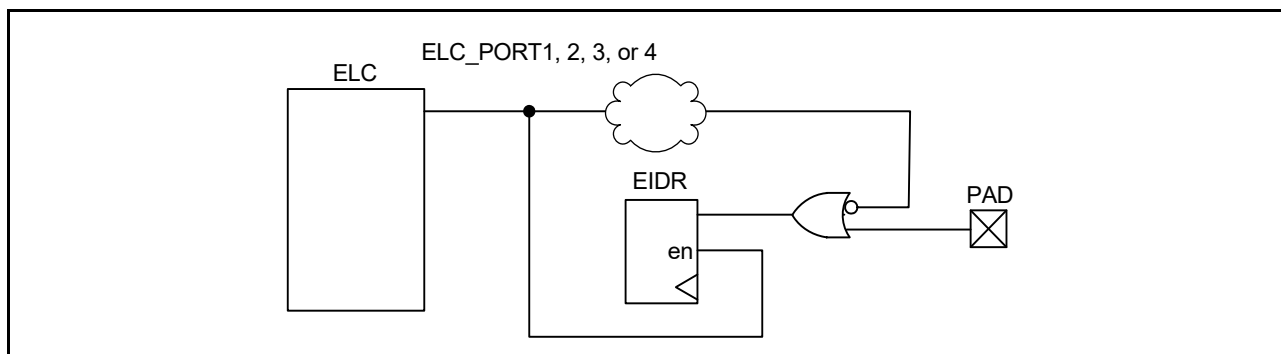 ELC_PORT1, 2, 3, or 4
ELC
EIDR
PAD
en